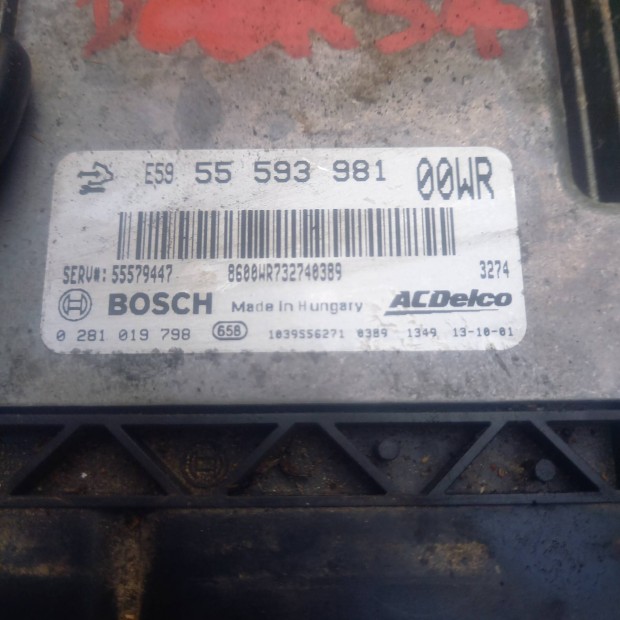 E59 55 593 981 00WR
SERV#: 55579447 8600WR732740389 3274
BOSCH Made in Hungary ACDelco
0 281 019 798 658 1039S56271 0389 1349 13-10-01